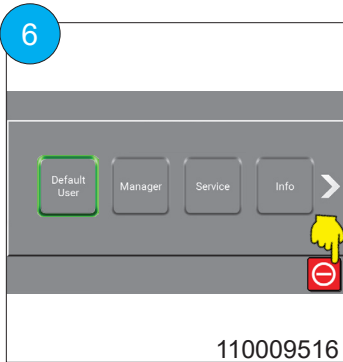 6
Default
User
Manager
Service
Info
110009516